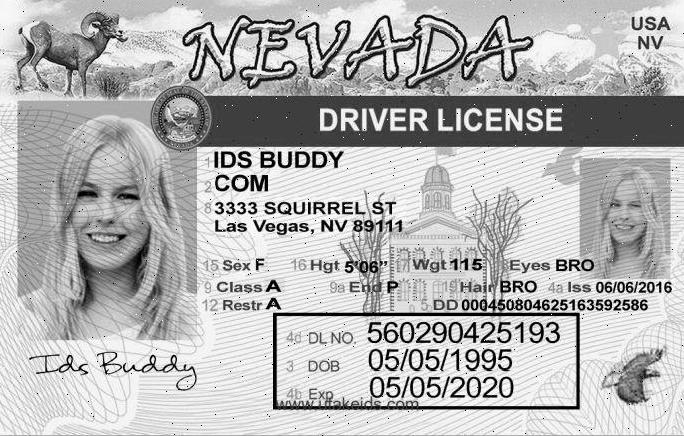 NEVADA
USA
NV
DRIVER LICENSE
1 IDS BUDDY
2 COM
8 3333 SQUIRREL ST
Las Vegas, NV 89111
15 Sex F 16 Hgt 5'06" 17 Wgt 115 Eyes BRO
9 Class A 9a End P 19 Hair BRO 4a Iss 06/06/2016
12 Restr A 5 DD 000450804625163592586
4d DL NO. 560290425193
3 DOB 05/05/1995
4b Exp 05/05/2020
www.ufakeids.com
Ids Buddy